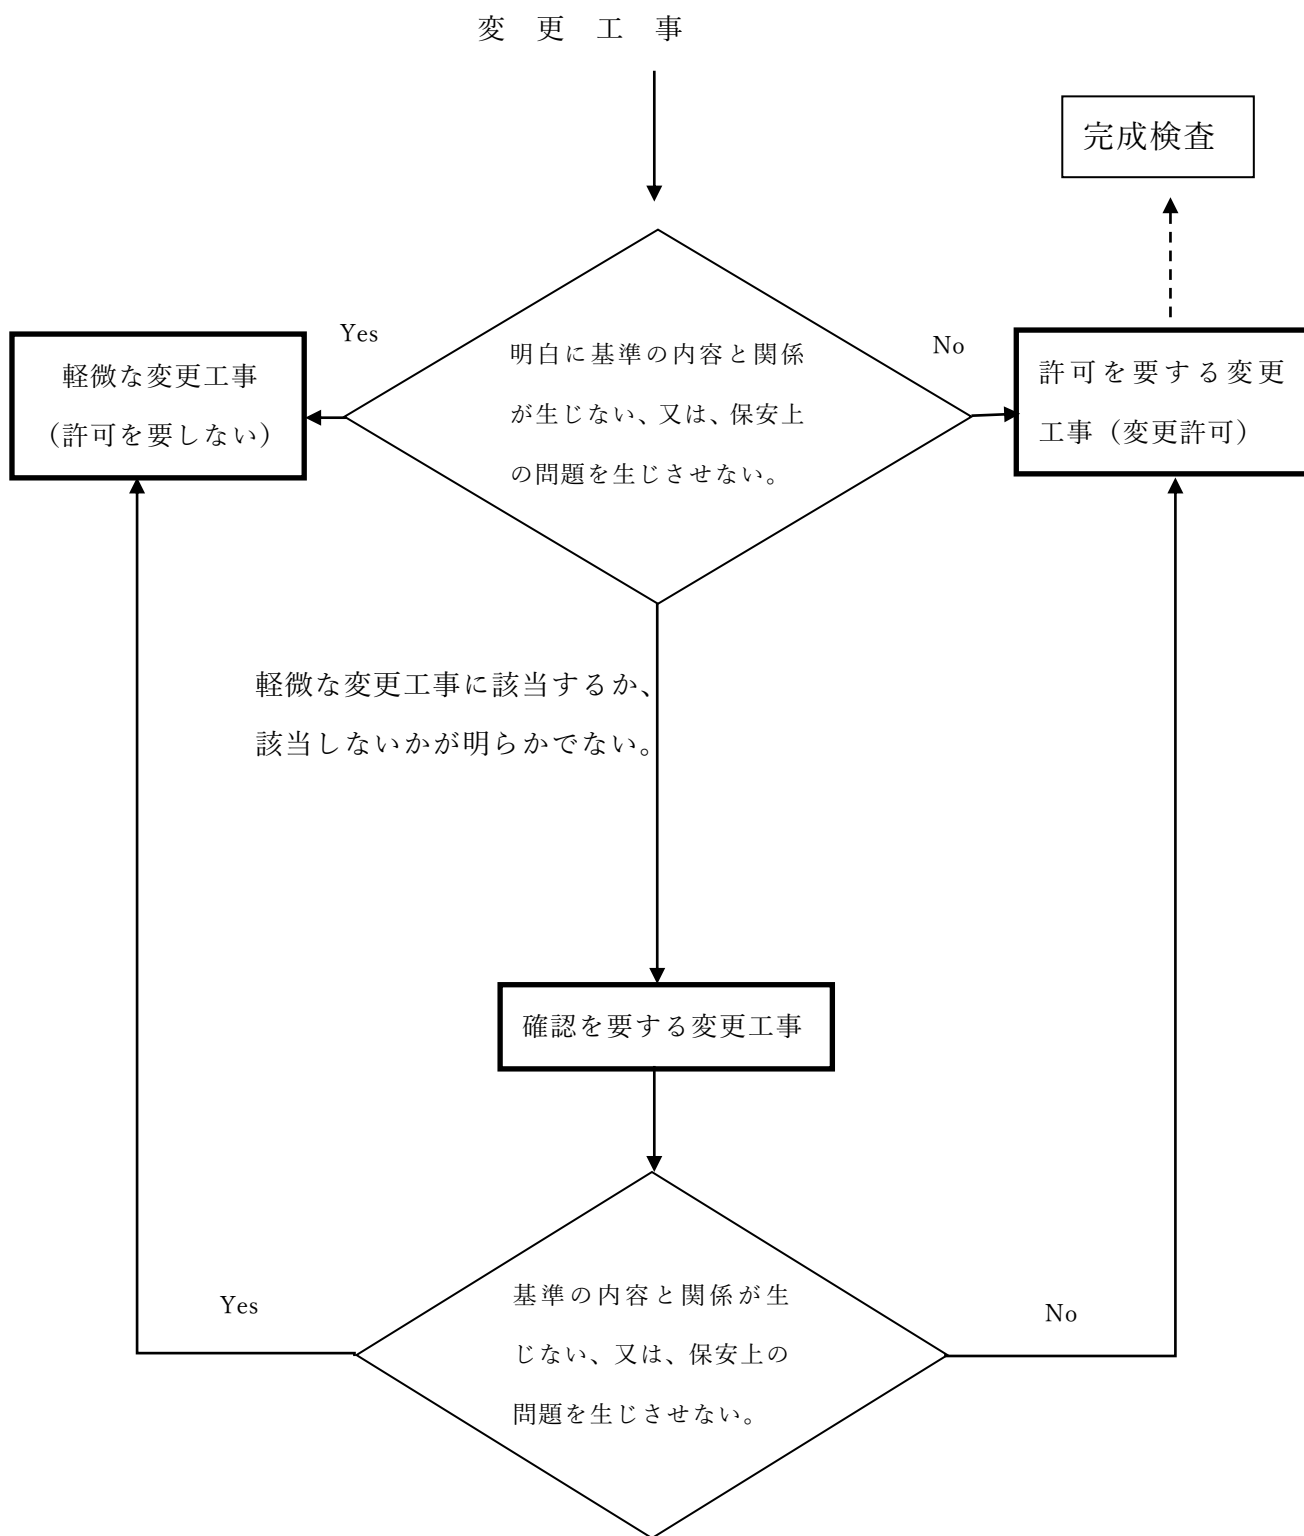 変　更　工　事
完成検査
Yes
No
軽微な変更工事
（許可を要しない）
明白に基準の内容と関係
が生じない、又は、保安上
の問題を生じさせない。
許可を要する変更
工事（変更許可）
軽微な変更工事に該当するか、
該当しないかが明らかでない。
確認を要する変更工事
Yes
No
基準の内容と関係が生
じない、又は、保安上の
問題を生じさせない。